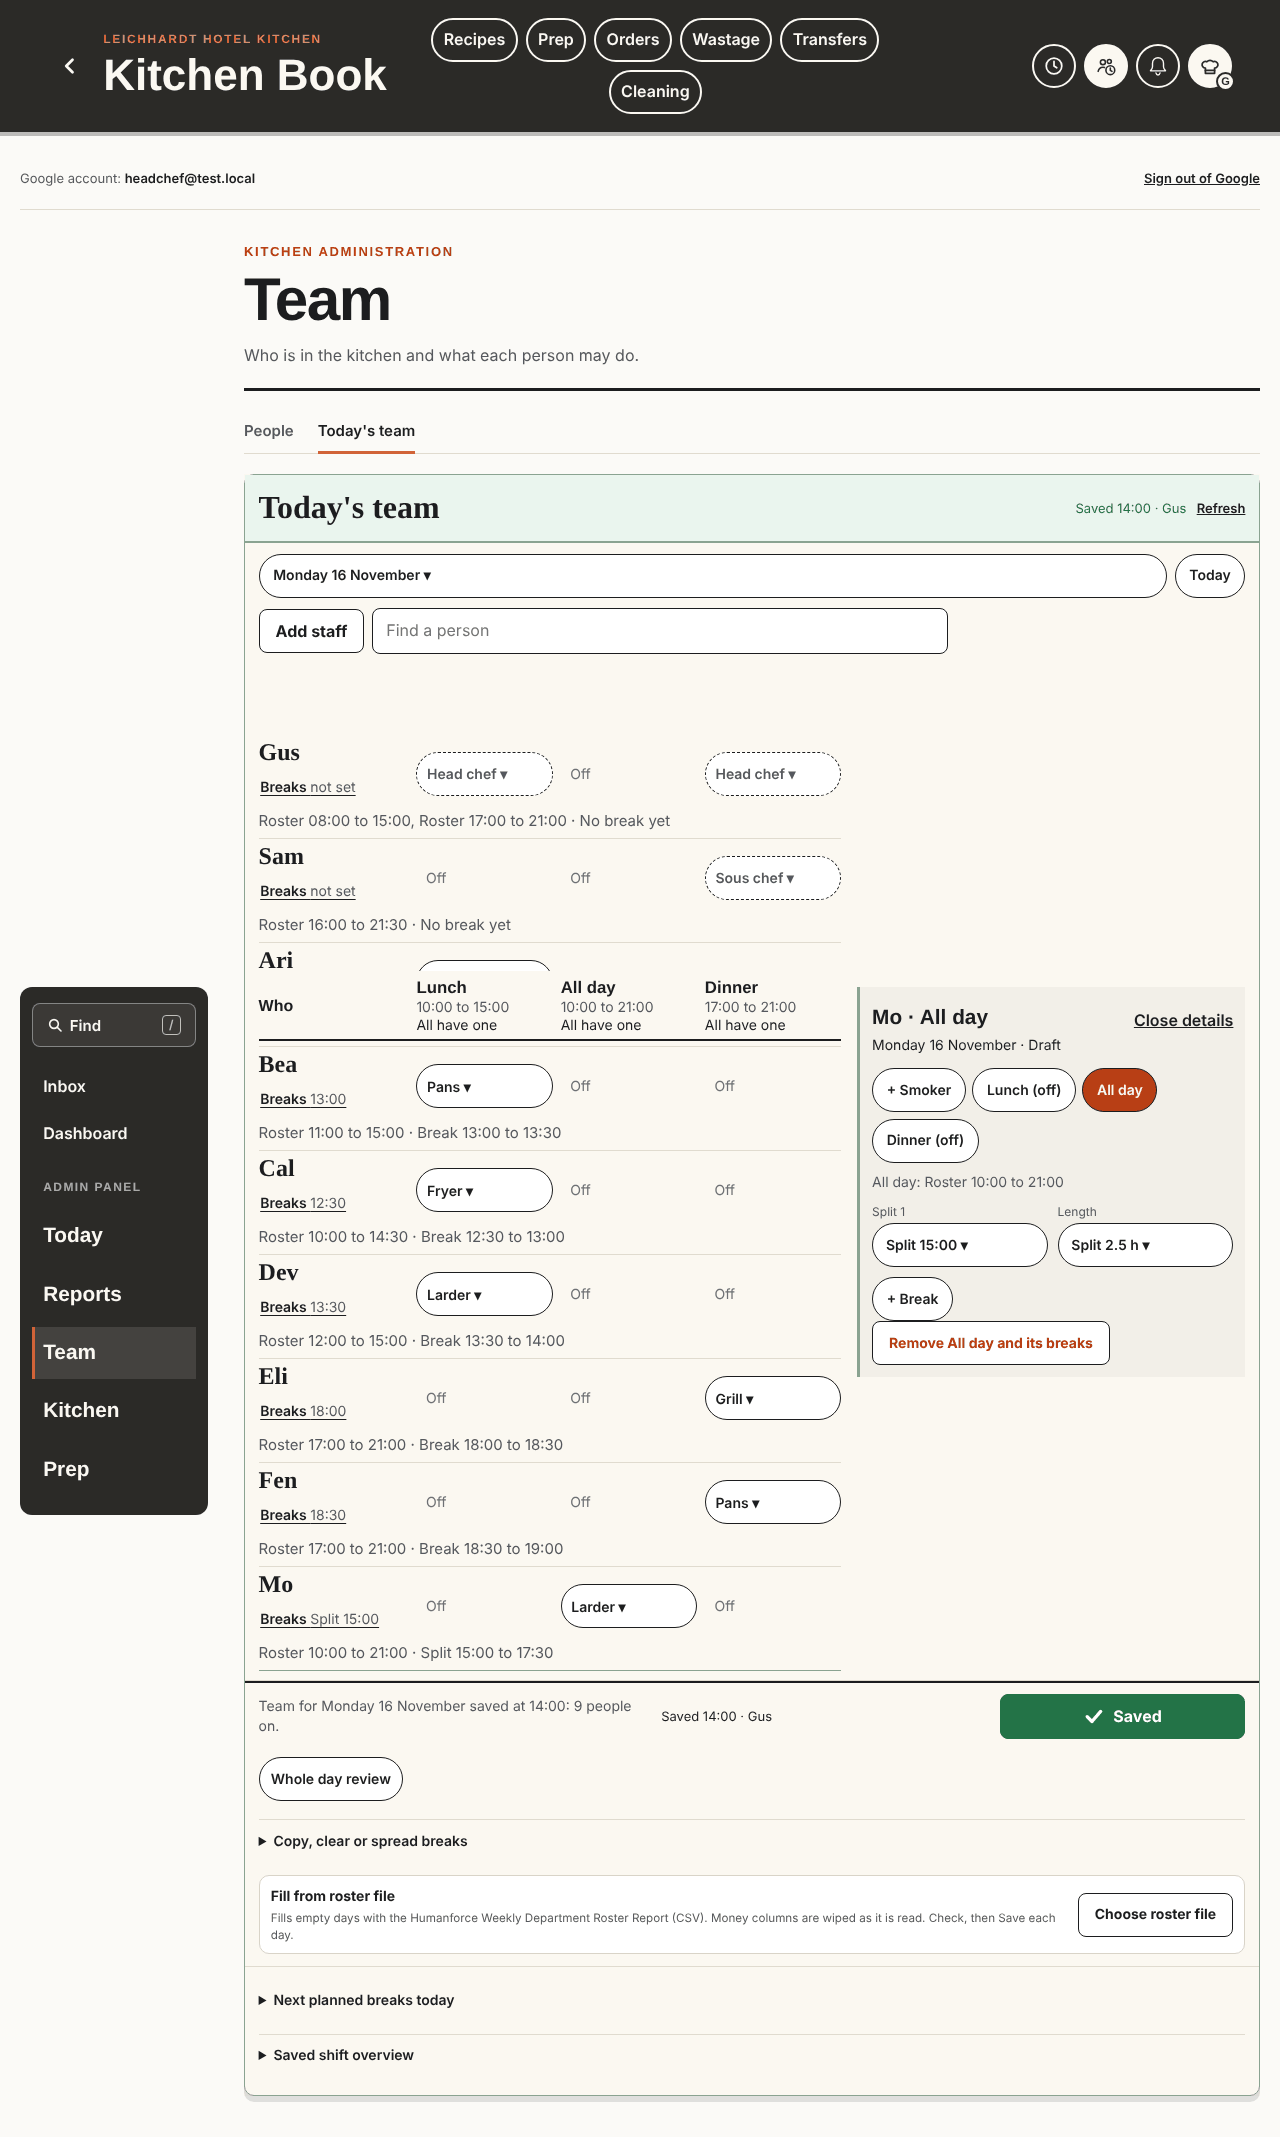 LEICHHARDT HOTEL KITCHEN
Kitchen Book
Recipes
Prep
Orders
Wastage
Transfers
Cleaning
G
Google account: headchef@test.local
Sign out of Google
KITCHEN ADMINISTRATION
Team
Who is in the kitchen and what each person may do.
People
Today's team
Today's team
Saved 14:00 · Gus
Refresh
Monday 16 November ▾
Today
Add staff
Find a person
Gus
Breaks not set
Head chef ▾
Off
Head chef ▾
Roster 08:00 to 15:00, Roster 17:00 to 21:00 · No break yet
Sam
Breaks not set
Off
Off
Sous chef ▾
Roster 16:00 to 21:30 · No break yet
Ari
Who
Lunch
10:00 to 15:00
All have one
All day
10:00 to 21:00
All have one
Dinner
17:00 to 21:00
All have one
Bea
Breaks 13:00
Pans ▾
Off
Off
Roster 11:00 to 15:00 · Break 13:00 to 13:30
Cal
Breaks 12:30
Fryer ▾
Off
Off
Roster 10:00 to 14:30 · Break 12:30 to 13:00
Dev
Breaks 13:30
Larder ▾
Off
Off
Roster 12:00 to 15:00 · Break 13:30 to 14:00
Eli
Breaks 18:00
Off
Off
Grill ▾
Roster 17:00 to 21:00 · Break 18:00 to 18:30
Fen
Breaks 18:30
Off
Off
Pans ▾
Roster 17:00 to 21:00 · Break 18:30 to 19:00
Mo
Breaks Split 15:00
Off
Larder ▾
Off
Roster 10:00 to 21:00 · Split 15:00 to 17:30
Find
/
Inbox
Dashboard
ADMIN PANEL
Today
Reports
Team
Kitchen
Prep
Mo · All day
Close details
Monday 16 November · Draft
+ Smoker
Lunch (off)
All day
Dinner (off)
All day: Roster 10:00 to 21:00
Split 1
Length
Split 15:00 ▾
Split 2.5 h ▾
+ Break
Remove All day and its breaks
Team for Monday 16 November saved at 14:00: 9 people
on.
Saved 14:00 · Gus
Saved
Whole day review
Copy, clear or spread breaks
Fill from roster file
Fills empty days with the Humanforce Weekly Department Roster Report (CSV). Money columns are wiped as it is read. Check, then Save each
day.
Choose roster file
Next planned breaks today
Saved shift overview